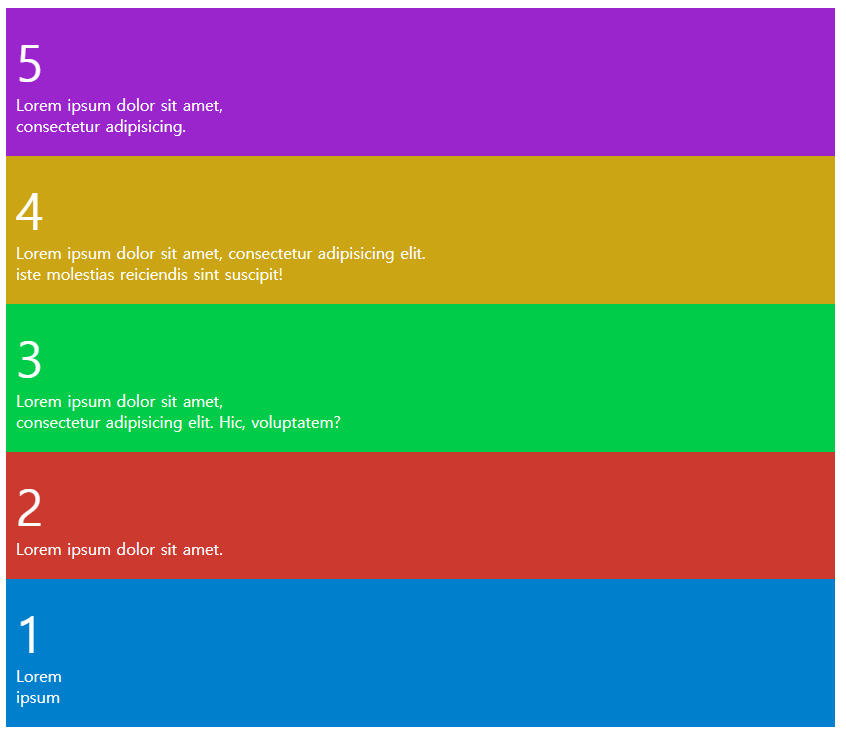 5
Lorem ipsum dolor sit amet,
consectetur adipisicing.
4
Lorem ipsum dolor sit amet, consectetur adipisicing elit.
iste molestias reiciendis sint suscipit!
3
Lorem ipsum dolor sit amet,
consectetur adipisicing elit. Hic, voluptatem?
2
Lorem ipsum dolor sit amet.
1
Lorem
ipsum